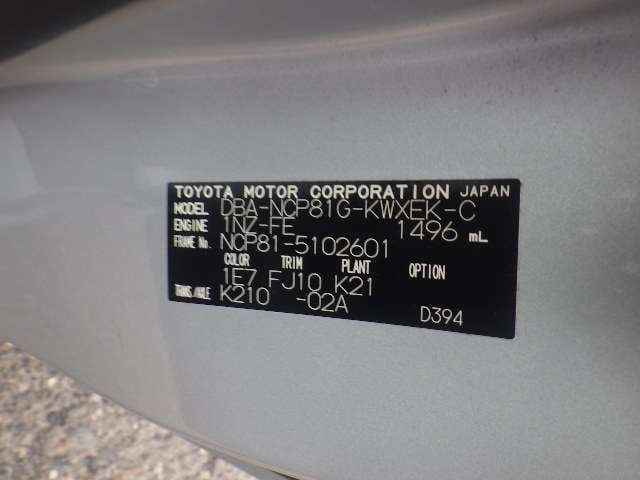 TOYOTA MOTOR CORPORATION JAPAN
MODEL DBA-NCP81G-KWXEK-C
ENGINE 1NZ-FE 1496 mL
FRAME No. NCP81-5102601
COLOR TRIM PLANT OPTION
1E7 FJ10 K21
TRANS/AXLE K210 -02A
D394